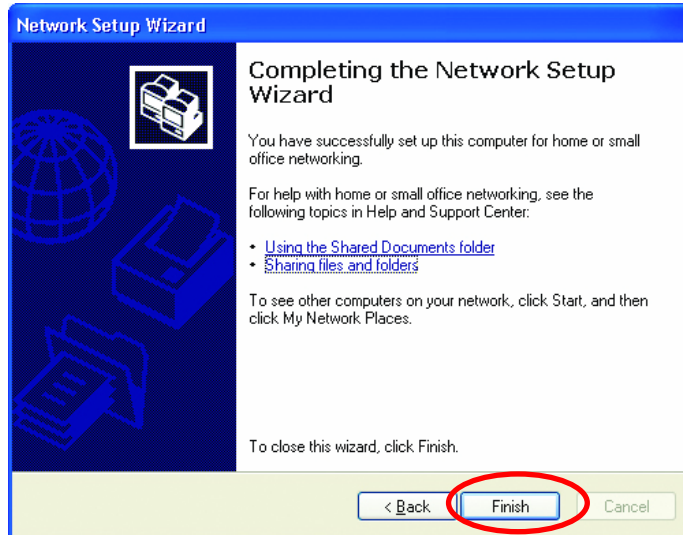 Network Setup Wizard
Completing the Network Setup
Wizard
You have successfully set up this computer for home or small
office networking.
For help with home or small office networking, see the
following topics in Help and Support Center:
• Using the Shared Documents folder
• Sharing files and folders
To see other computers on your network, click Start, and then
click My Network Places.
To close this wizard, click Finish.
< Back
Finish
Cancel